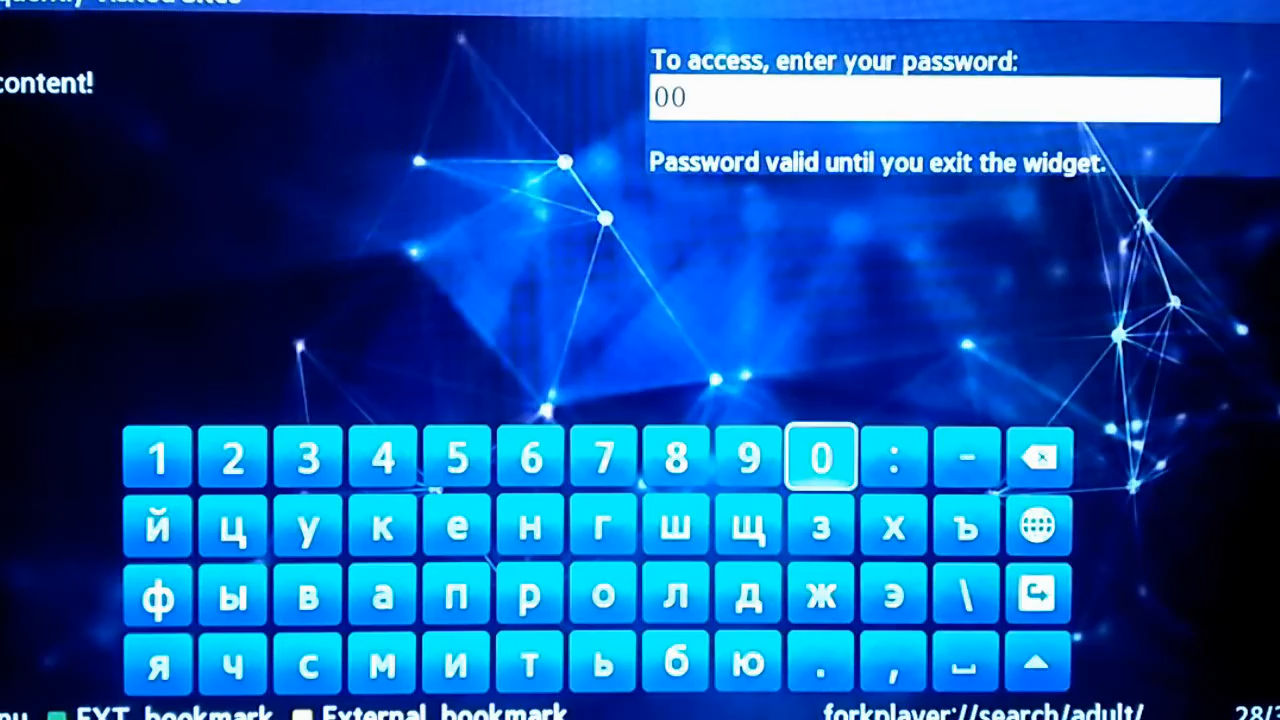 content!
To access, enter your password:
00
Password valid until you exit the widget.
1 2 3 4 5 6 7 8 9 0 : -
й ц у к е н г ш щ з х ъ
ф ы в а п р о л д ж э \
я ч с м и т ь б ю . ,
EXT. bookmark External bookmark forkplayer://search/adult/ 28/